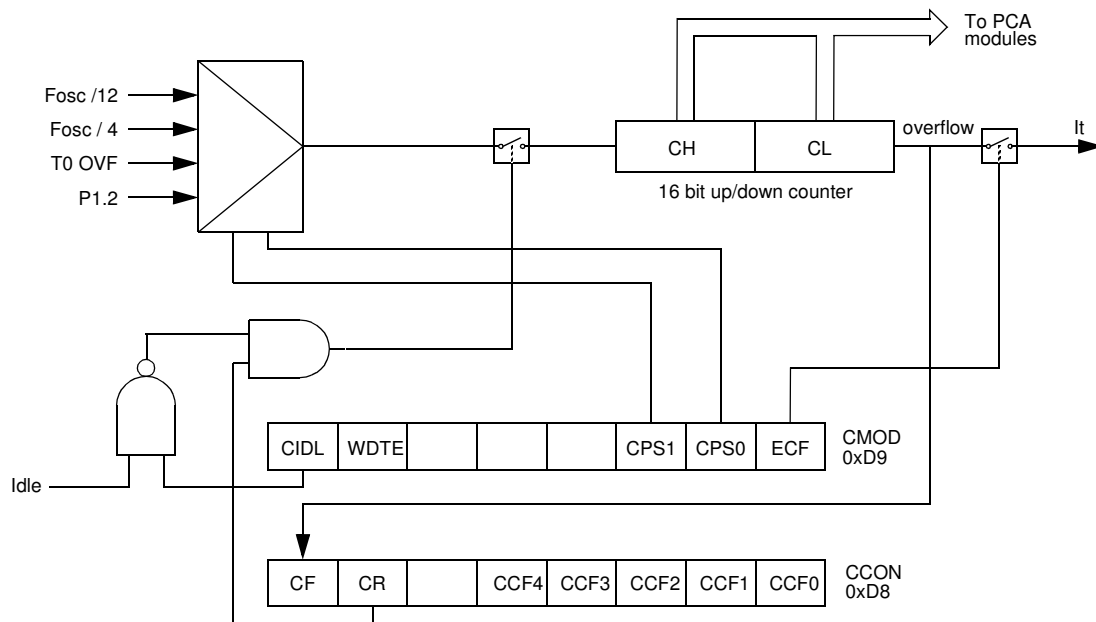 To PCA
modules
Fosc /12
Fosc / 4
T0 OVF
P1.2
CH
CL
overflow
It
16 bit up/down counter
CIDL
WDTE
CPS1
CPS0
ECF
CMOD
0xD9
Idle
CF
CR
CCF4
CCF3
CCF2
CCF1
CCF0
CCON
0xD8